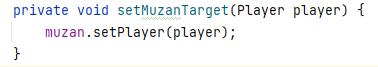 private void setMuzanTarget(Player player) {
    muzan.setPlayer(player);
}